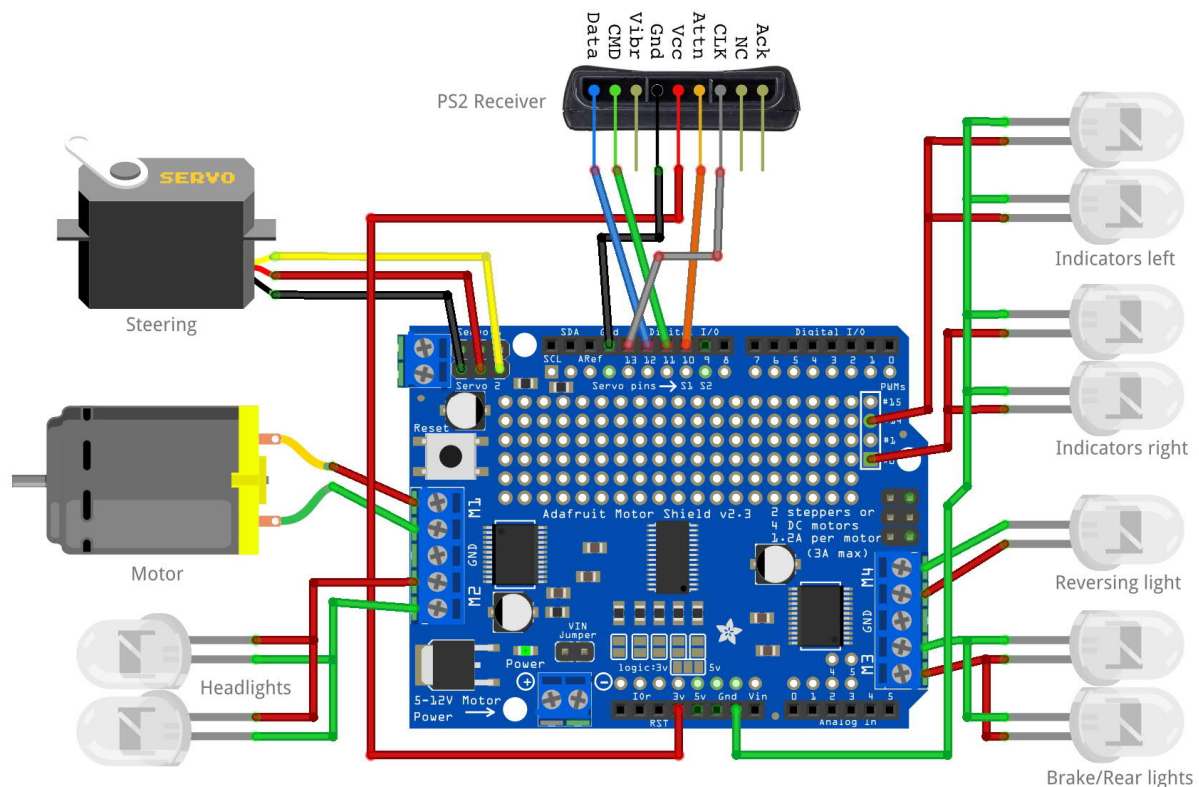 Data
CMD
Vibr
Gnd
Vcc
Attn
CLK
NC
Ack
PS2 Receiver
SERVO
Steering
Indicators left
Indicators right
Servo 2
SDA
Gnd
Digital I/O
Digital I/O
SCL
ARef
13
12
11
10
9
8
7
6
5
4
3
2
1
0
Servo pins → S1 S2
PWMs
#15
#1
Reset
M1
GND
M2
Adafruit Motor Shield v2.3
2 steppers or
4 DC motors
1.2A per motor
(3A max)
M4
GND
M3
Motor
Reversing light
VIN
Jumper
Power
logic:3v
5v
4 5
Headlights
5-12V Motor
Power →
+
−
IOr
3v
5v
Gnd
Vin
0
1
2
3
4
5
RST
Analog In
Brake/Rear lights